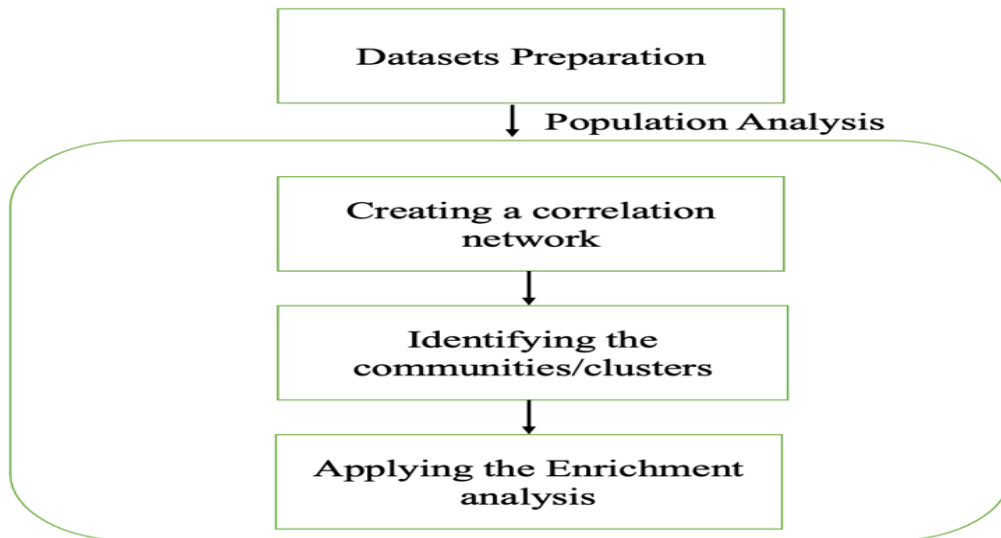 Datasets Preparation
Population Analysis
Creating a correlation
network
Identifying the
communities/clusters
Applying the Enrichment
analysis